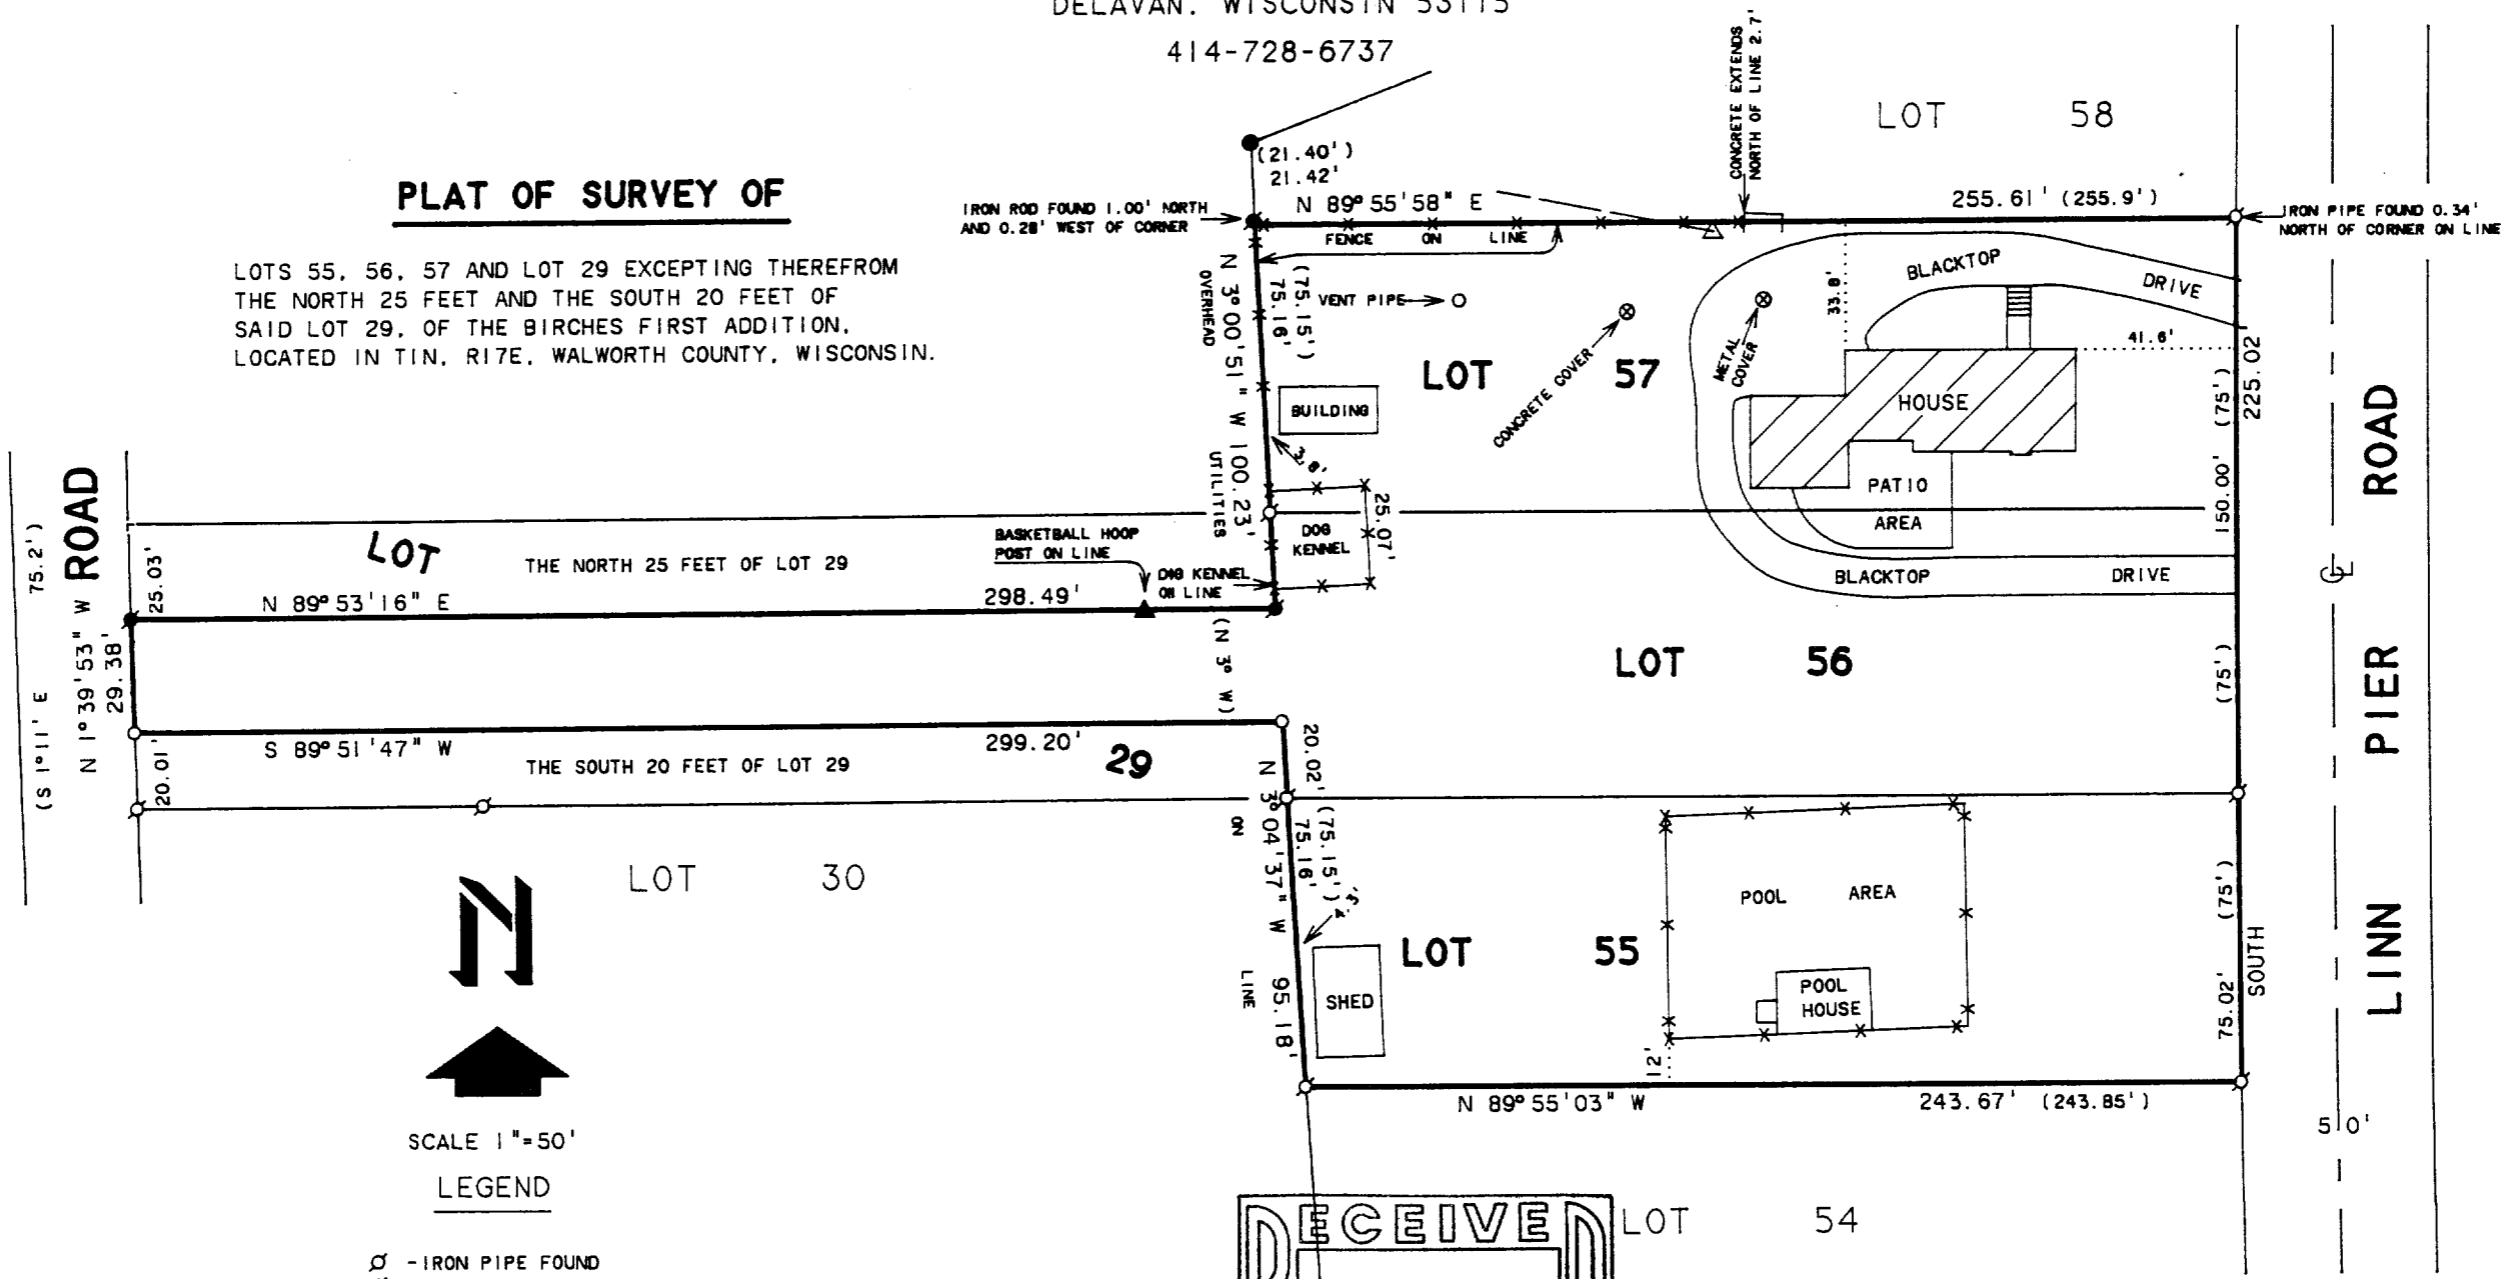 DELAVAN, WISCONSIN 53115
414-728-6737
CONCRETE EXTENDS
NORTH OF LINE 2.7'
LOT 58
PLAT OF SURVEY OF
(21.40')
21.42'
IRON ROD FOUND 1.00' NORTH
AND 0.28' WEST OF CORNER
N 89° 55'58" E
255.61' (255.9')
IRON PIPE FOUND 0.34'
NORTH OF CORNER ON LINE
FENCE ON LINE
LOTS 55, 56, 57 AND LOT 29 EXCEPTING THEREFROM
THE NORTH 25 FEET AND THE SOUTH 20 FEET OF
SAID LOT 29, OF THE BIRCHES FIRST ADDITION,
LOCATED IN T1N, R17E, WALWORTH COUNTY, WISCONSIN.
OVERHEAD
UTILITIES
ON
LINE
N 3°00'51" W 100.23'
75.16'
(75.15')
VENT PIPE
CONCRETE COVER
METAL
COVER
33.8'
BLACKTOP DRIVE
41.6'
HOUSE
LOT 57
BUILDING
3.8'
(75')
225.02
150.00'
PATIO
AREA
25.07'
DOG
KENNEL
BASKETBALL HOOP
POST ON LINE
DOG KENNEL
ON LINE
BLACKTOP DRIVE
ROAD
(S 1°11' E 75.2')
N 1°39'53" W
29.38'
25.03'
20.01'
LOT 29
THE NORTH 25 FEET OF LOT 29
N 89° 53'16" E 298.49'
(N 3° W)
LOT 56
(75')
S 89° 51'47" W 299.20'
THE SOUTH 20 FEET OF LOT 29
20.02'
N 3°04'37" W 95.18'
75.16'
(75.15')
LOT 30
POOL AREA
LOT 55
SHED
POOL
HOUSE
12'
(75')
75.02'
SOUTH
LINN PIER ROAD
℄
50'
N 89° 55'03" W 243.67' (243.85')
N
SCALE 1"=50'
LEGEND
-IRON PIPE FOUND
RECEIVED
LOT 54